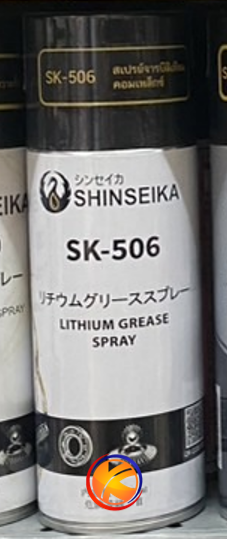 SK-506
สเปรย์จารบีลิเธียม
คอมเพล็กซ์
シンセイカ
SHINSEIKA
SK-506
リチウムグリーススプレー
LITHIUM GREASE
SPRAY